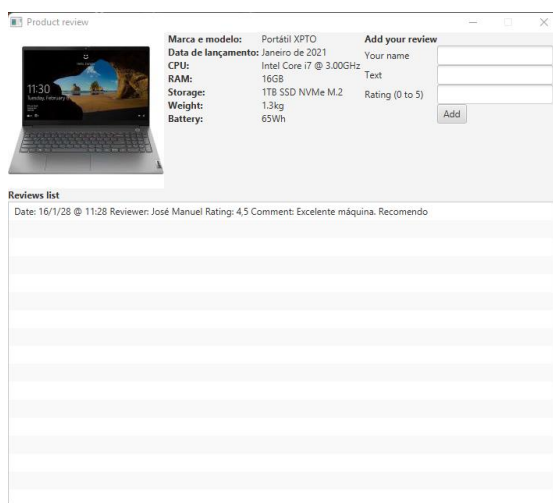 Product review
Marca e modelo: Portátil XPTO
Data de lançamento: Janeiro de 2021
CPU: Intel Core i7 @ 3.00GHz
RAM: 16GB
Storage: 1TB SSD NVMe M.2
Weight: 1.3kg
Battery: 65Wh
Add your review
Your name
Text
Rating (0 to 5)
Add
11:30
Tuesday, February
Reviews list
Date: 16/1/28 @ 11:28 Reviewer: José Manuel Rating: 4,5 Comment: Excelente máquina. Recomendo